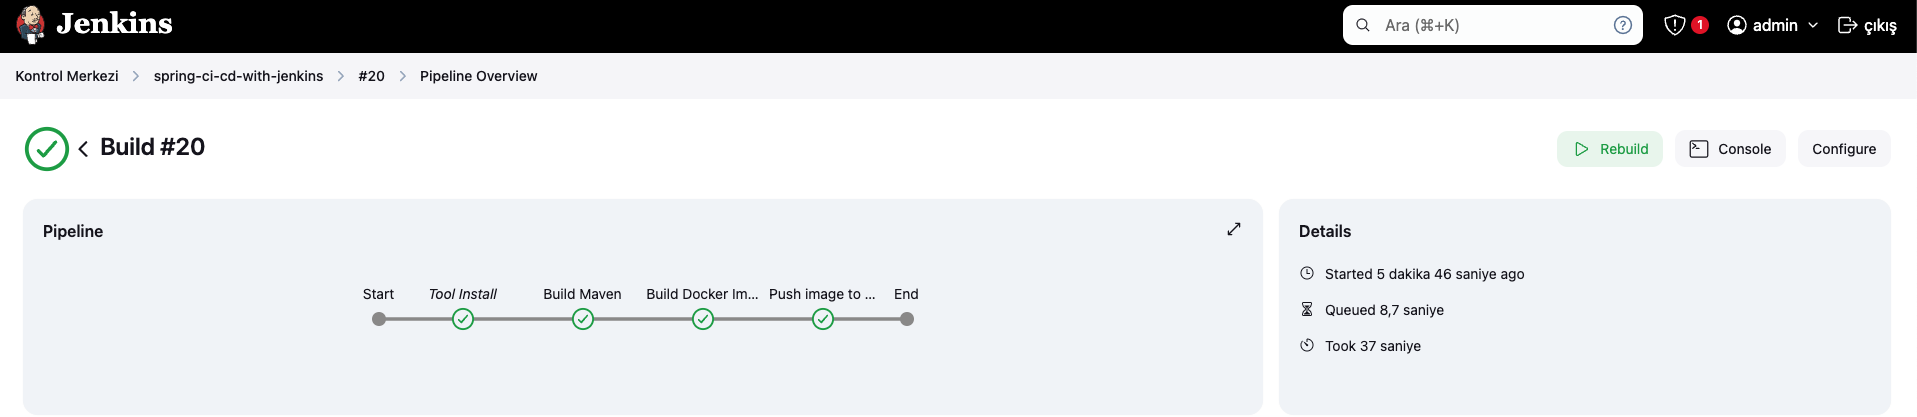 Jenkins
Ara (⌘+K)
1
admin
çıkış
Kontrol Merkezi
spring-ci-cd-with-jenkins
#20
Pipeline Overview
Build #20
Rebuild
Console
Configure
Pipeline
Start
Tool Install
Build Maven
Build Docker Im...
Push image to ...
End
Details
Started 5 dakika 46 saniye ago
Queued 8,7 saniye
Took 37 saniye